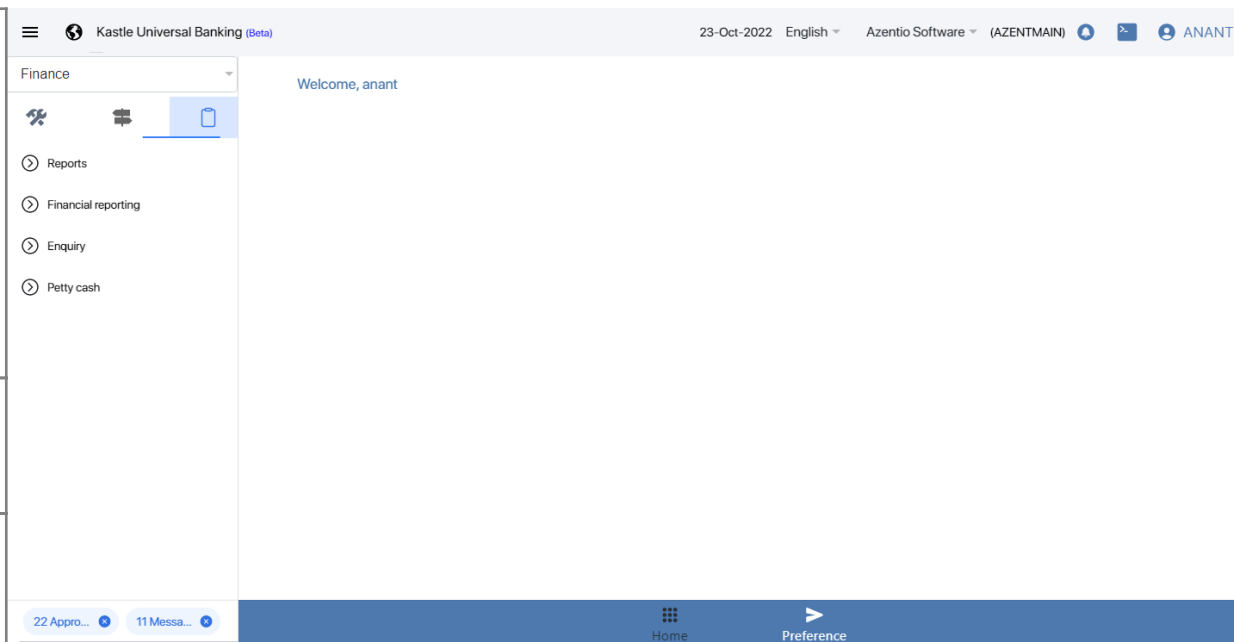 Kastle Universal Banking (Beta) 23-Oct-2022 English Azentio Software (AZENTMAIN) ANANT
Finance
Welcome, anant
Reports
Financial reporting
Enquiry
Petty cash
22 Appro... 11 Messa...
Home Preference